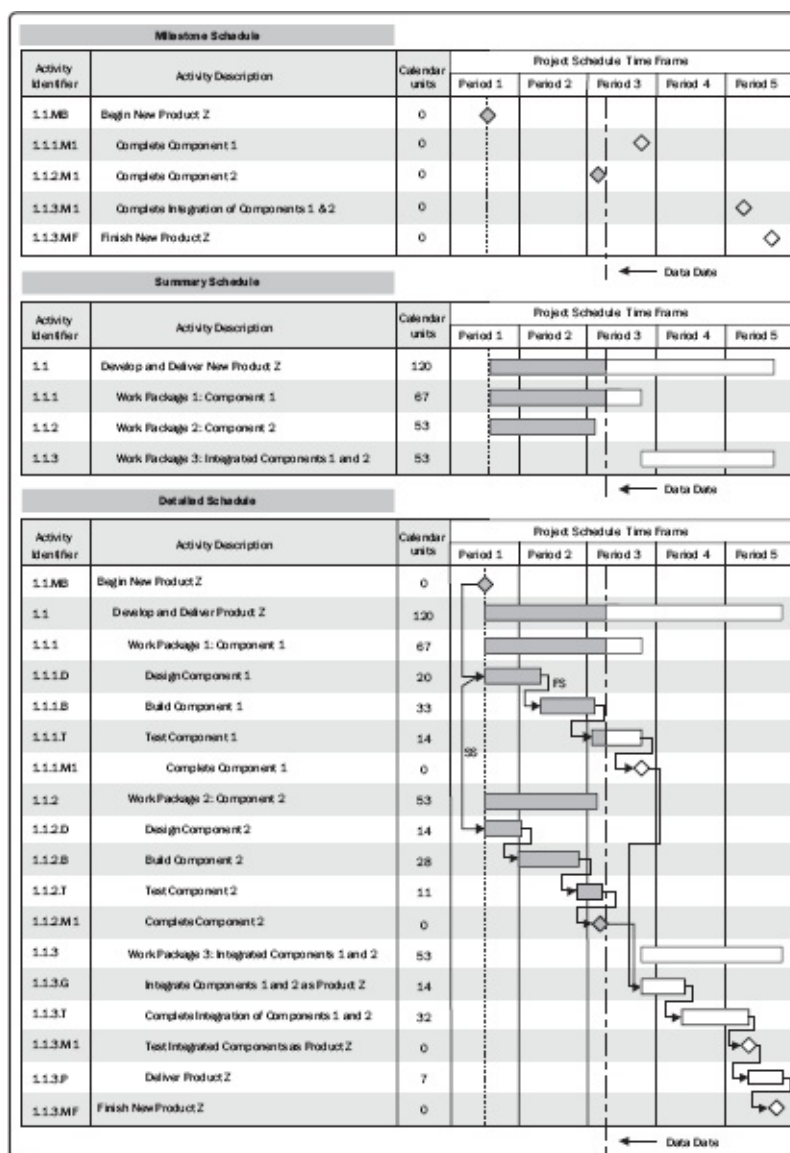 Milestone Schedule
Activity Identifier Activity Description Calendar units Project Schedule Time Frame
Period 1 Period 2 Period 3 Period 4 Period 5
1.1.MB Begin New Product Z 0
1.1.1.M1 Complete Component 1 0
1.1.2.M1 Complete Component 2 0
1.1.3.M1 Complete Integration of Components 1 & 2 0
1.1.3.MF Finish New Product Z 0
Data Date
Summary Schedule
Activity Identifier Activity Description Calendar units Project Schedule Time Frame
Period 1 Period 2 Period 3 Period 4 Period 5
1.1 Develop and Deliver New Product Z 120
1.1.1 Work Package 1: Component 1 67
1.1.2 Work Package 2: Component 2 53
1.1.3 Work Package 3: Integrated Components 1 and 2 53
Data Date
Detailed Schedule
Activity Identifier Activity Description Calendar units Project Schedule Time Frame
Period 1 Period 2 Period 3 Period 4 Period 5
1.1.MB Begin New Product Z 0
1.1 Develop and Deliver Product Z 120
1.1.1 Work Package 1: Component 1 67
1.1.1.D Design Component 1 20 FS
1.1.1.B Build Component 1 33
1.1.1.T Test Component 1 14 SS
1.1.1.M1 Complete Component 1 0
1.1.2 Work Package 2: Component 2 53
1.1.2.D Design Component 2 14
1.1.2.B Build Component 2 28
1.1.2.T Test Component 2 11
1.1.2.M1 Complete Component 2 0
1.1.3 Work Package 3: Integrated Components 1 and 2 53
1.1.3.G Integrate Components 1 and 2 as Product Z 14
1.1.3.T Complete Integration of Components 1 and 2 32
1.1.3.M1 Test Integrated Components as Product Z 0
1.1.3.P Deliver Product Z 7
1.1.3.MF Finish New Product Z 0
Data Date